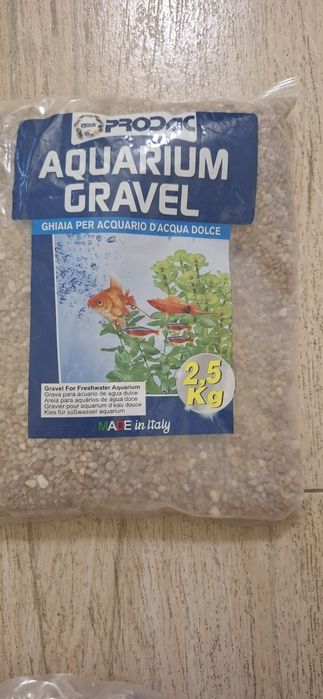 PRODAC
AQUARIUM
GRAVEL
GHIAIA PER ACQUARIO D'ACQUA DOLCE
2,5
Kg
Gravel For Freshwater Aquarium
Grava para acuario de agua dulce
Areia para aquários de água doce
Gravier pour aquarium d'eau douce
Kies für süßwasser aquarium
MADE in Italy